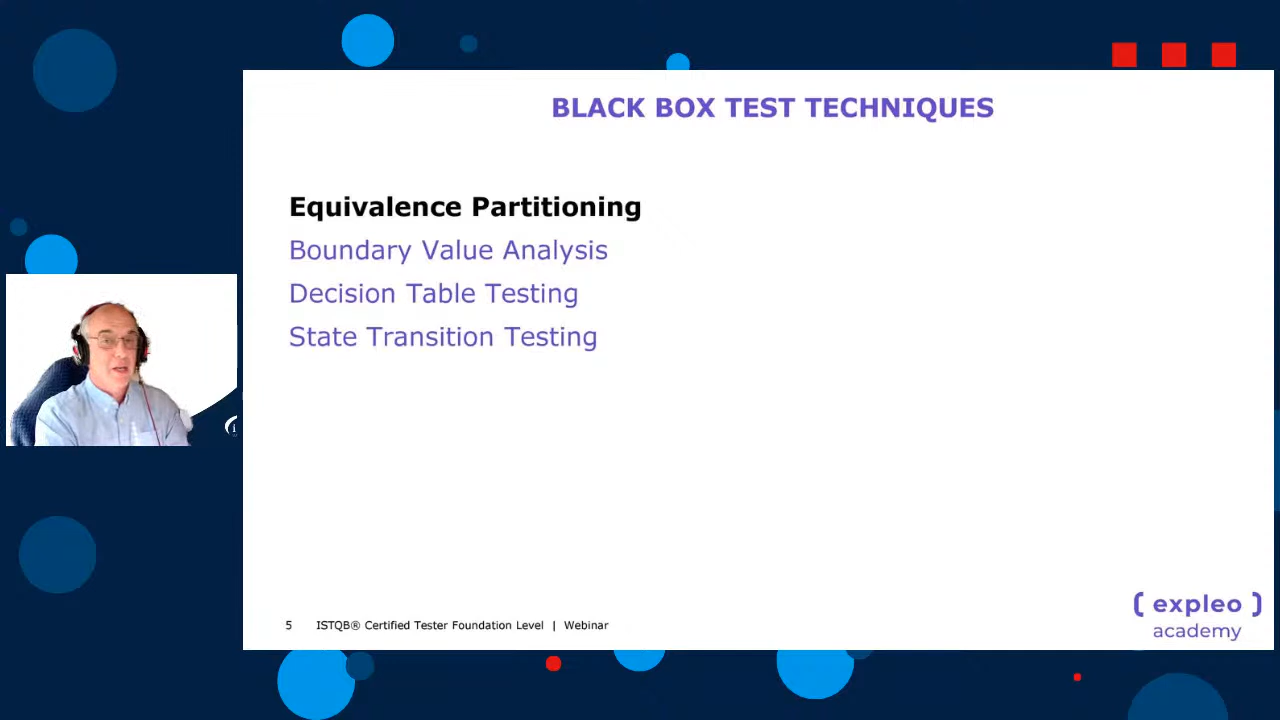 BLACK BOX TEST TECHNIQUES
Equivalence Partitioning
Boundary Value Analysis
Decision Table Testing
State Transition Testing
5 ISTQB® Certified Tester Foundation Level | Webinar
( expleo )
academy